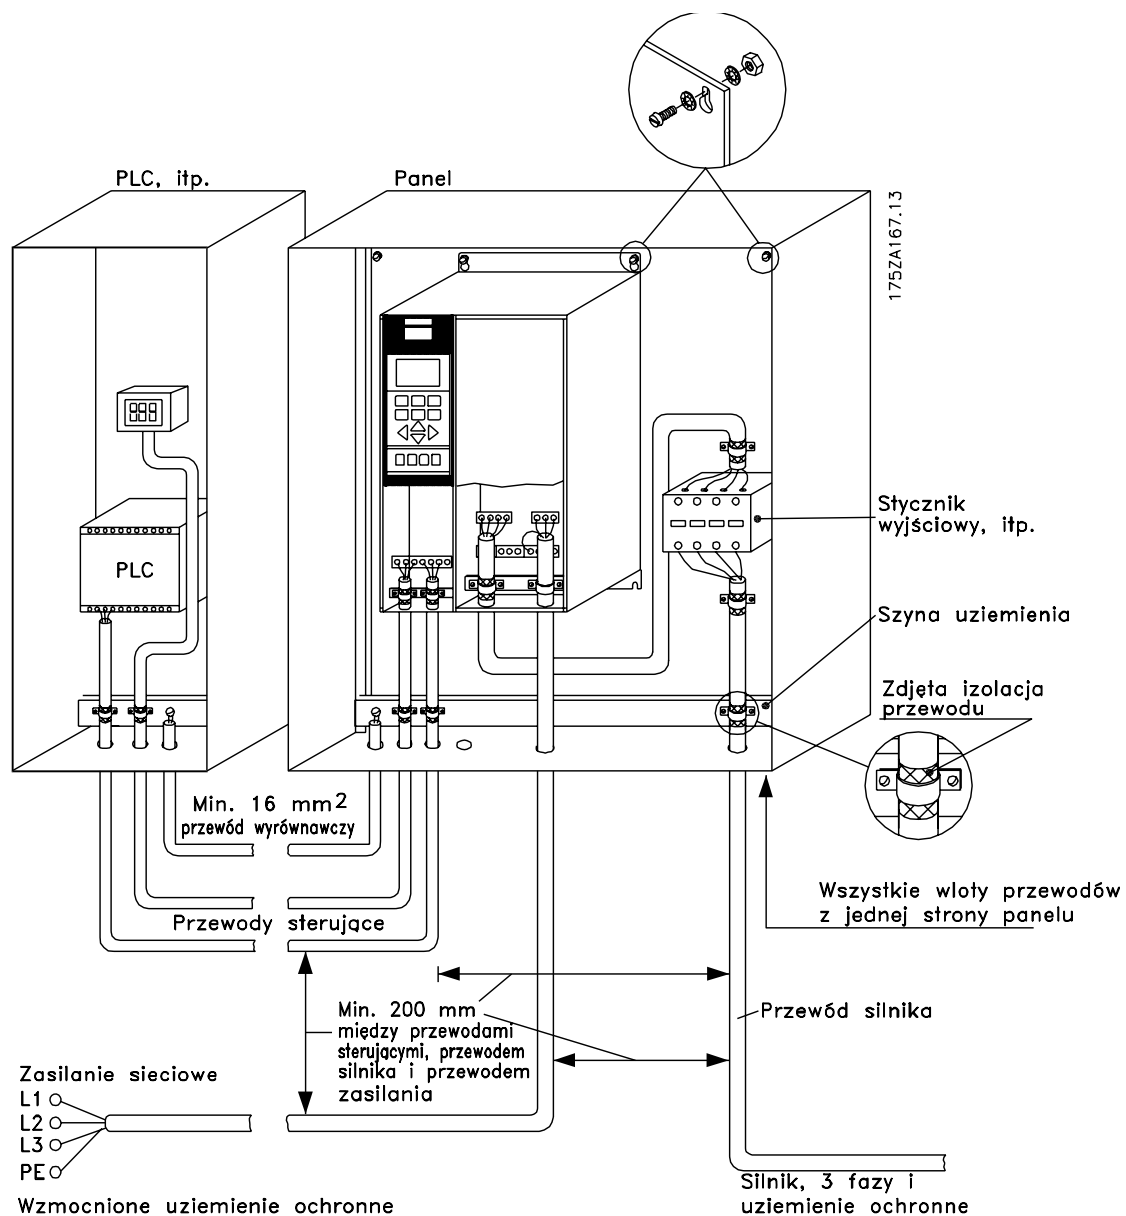 PLC, itp.
Panel
175ZA167.13
PLC
Stycznik
wyjściowy, itp.
Szyna uziemienia
Zdjęta izolacja
przewodu
Min. 16 mm2
przewód wyrównawczy
Wszystkie wloty przewodów
z jednej strony panelu
Przewody sterujące
Min. 200 mm
między przewodami
sterującymi, przewodem
silnika i przewodem
zasilania
Przewód silnika
Zasilanie sieciowe
L1
L2
L3
PE
Wzmocnione uziemienie ochronne
Silnik, 3 fazy i
uziemienie ochronne